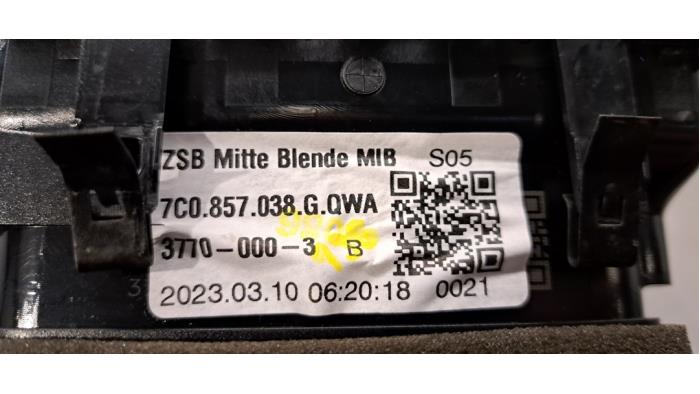 ZSB Mitte Blende MIB S05
7C0.857.038.G.QWA
3770-000-3 B
2023.03.10 06:20:18 0021